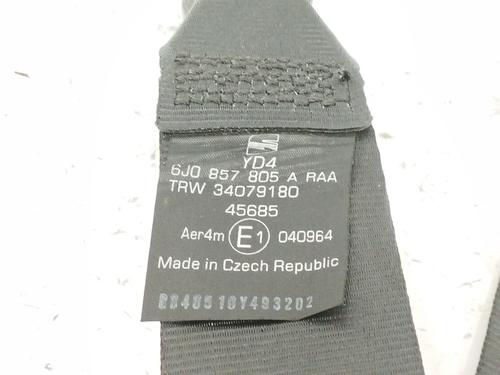 YD4
6J0 857 805 A RAA
TRW 34079180
45685
Aer4m E1 040964
Made in Czech Republic